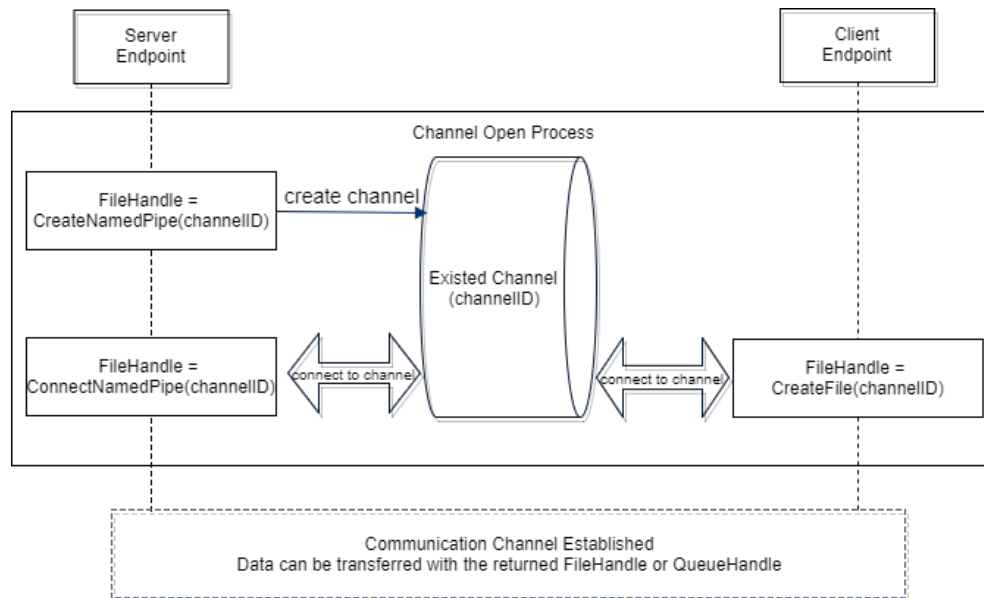 Server
Endpoint
Client
Endpoint
Channel Open Process
FileHandle =
CreateNamedPipe(channelID)
create channel
Existed Channel
(channelID)
FileHandle =
ConnectNamedPipe(channelID)
connect to channel
connect to channel
FileHandle =
CreateFile(channelID)
Communication Channel Established
Data can be transferred with the returned FileHandle or QueueHandle